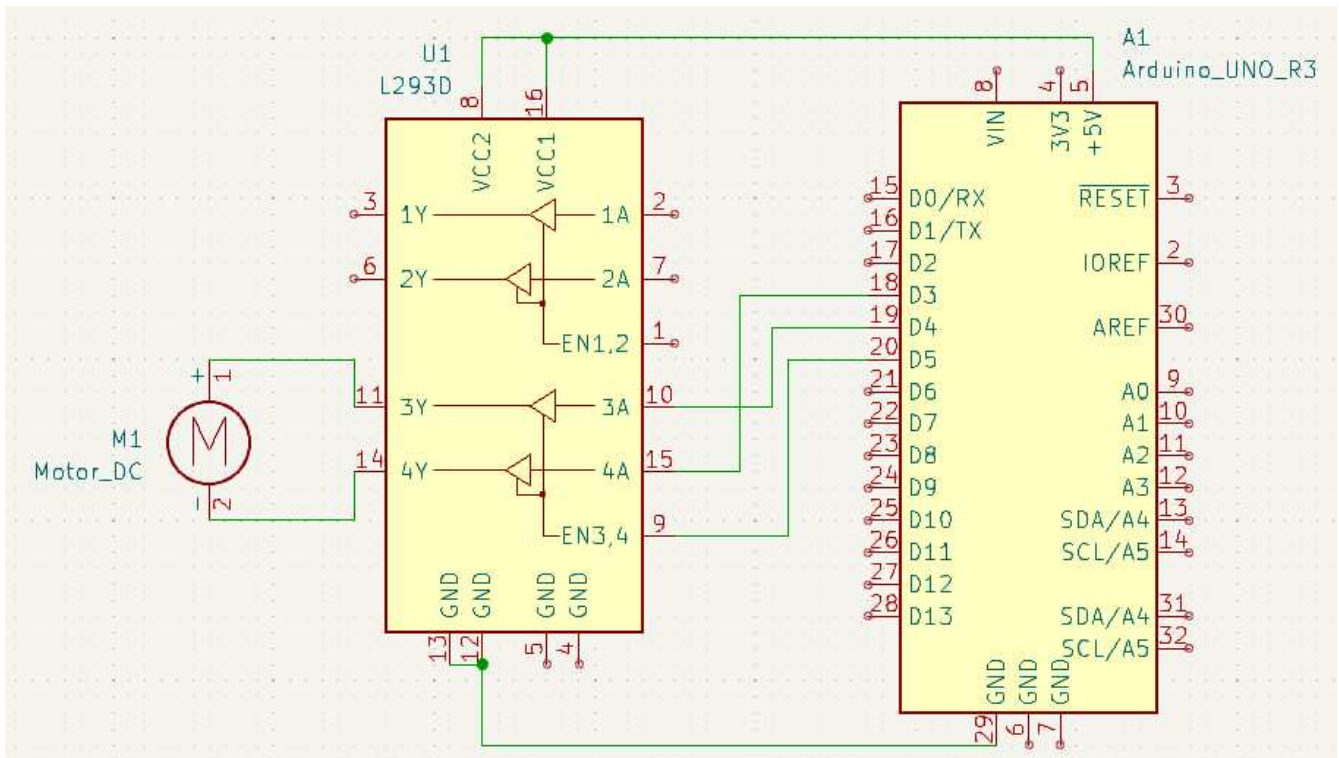 U1
L293D
8
16
VCC2
VCC1
3
1Y
1A
2
6
2Y
2A
7
EN1,2
1
11
3Y
3A
10
14
4Y
4A
15
EN3,4
9
GND
GND
GND
GND
13
12
5
4
+
1
M
M1
Motor_DC
-
2
A1
Arduino_UNO_R3
8
4
5
VIN
3V3
+5V
15
D0/RX
RESET
3
16
D1/TX
17
D2
IOREF
2
18
D3
19
D4
AREF
30
20
D5
21
D6
A0
9
22
D7
A1
10
23
D8
A2
11
24
D9
A3
12
25
D10
SDA/A4
13
26
D11
SCL/A5
14
27
D12
28
D13
SDA/A4
31
SCL/A5
32
GND
GND
GND
29
6
7